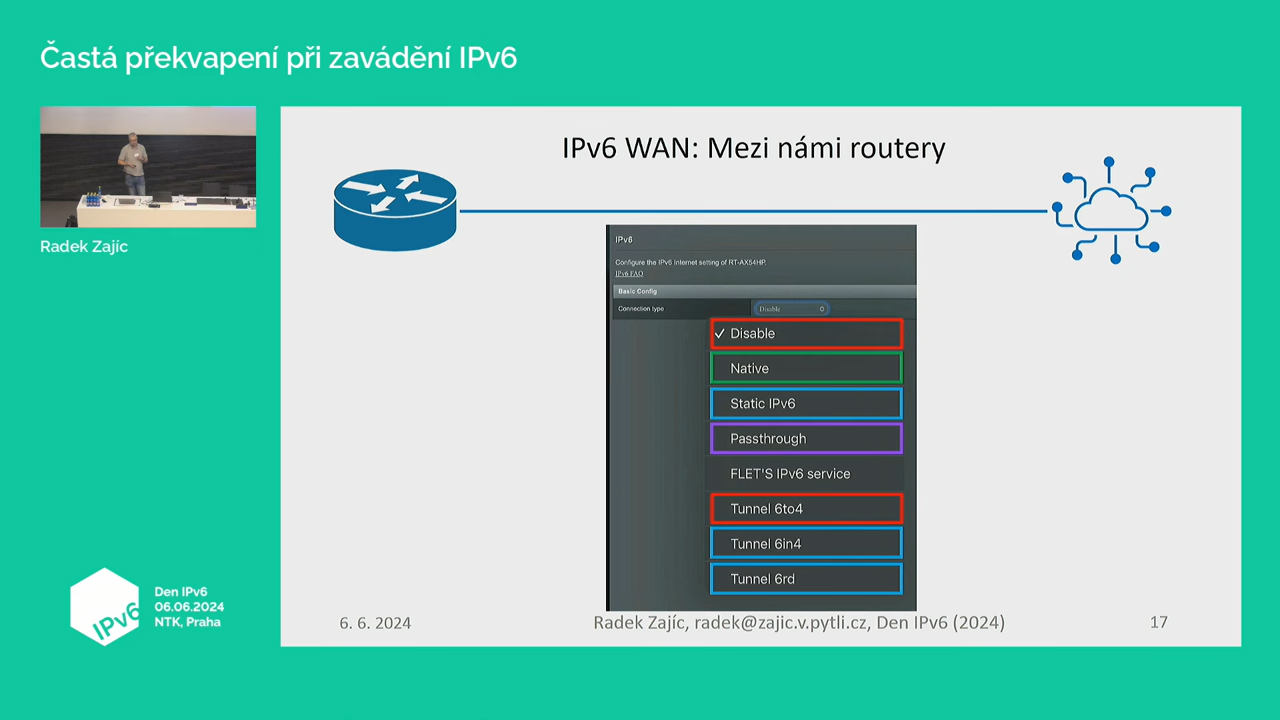 Častá překvapení při zavádění IPv6
Radek Zajíc
IPv6 WAN: Mezi námi routery
IPv6
Configure the IPv6 Internet setting of RT-AX54HP.
IPv6 FAQ
Basic Config
Connection type
Disable
✓ Disable
Native
Static IPv6
Passthrough
FLET'S IPv6 service
Tunnel 6to4
Tunnel 6in4
Tunnel 6rd
6. 6. 2024
Radek Zajíc, radek@zajic.v.pytli.cz, Den IPv6 (2024)
17
IPv6
Den IPv6
06.06.2024
NTK, Praha